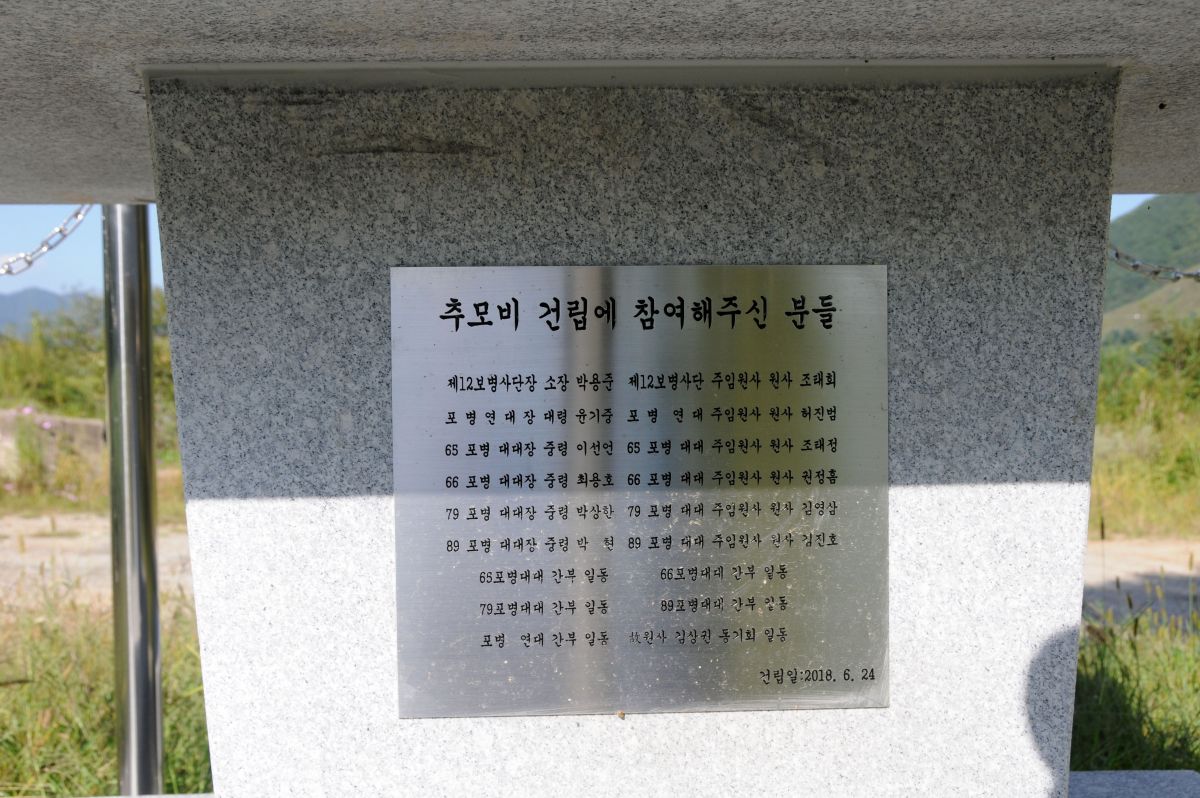 추모비 건립에 참여해주신 분들
제12보병사단장 소장 박용준 제12보병사단 주임원사 원사 조태희
포병연대장 대령 윤기중 포병 연대 주임원사 원사 허진범
65 포병 대대장 중령 이선언 65 포병 대대 주임원사 원사 조태정
66 포병 대대장 중령 최용호 66 포병 대대 주임원사 원사 권정흠
79 포병 대대장 중령 박상한 79 포병 대대 주임원사 원사 김영삼
89 포병 대대장 중령 박 현 89 포병 대대 주임원사 원사 김진호
65포병대대 간부 일동 66포병대대 간부 일동
79포병대대 간부 일동 89포병대대 간부 일동
포병 연대 간부 일동 故원사 김상권 동기회 일동
건립일:2018. 6. 24